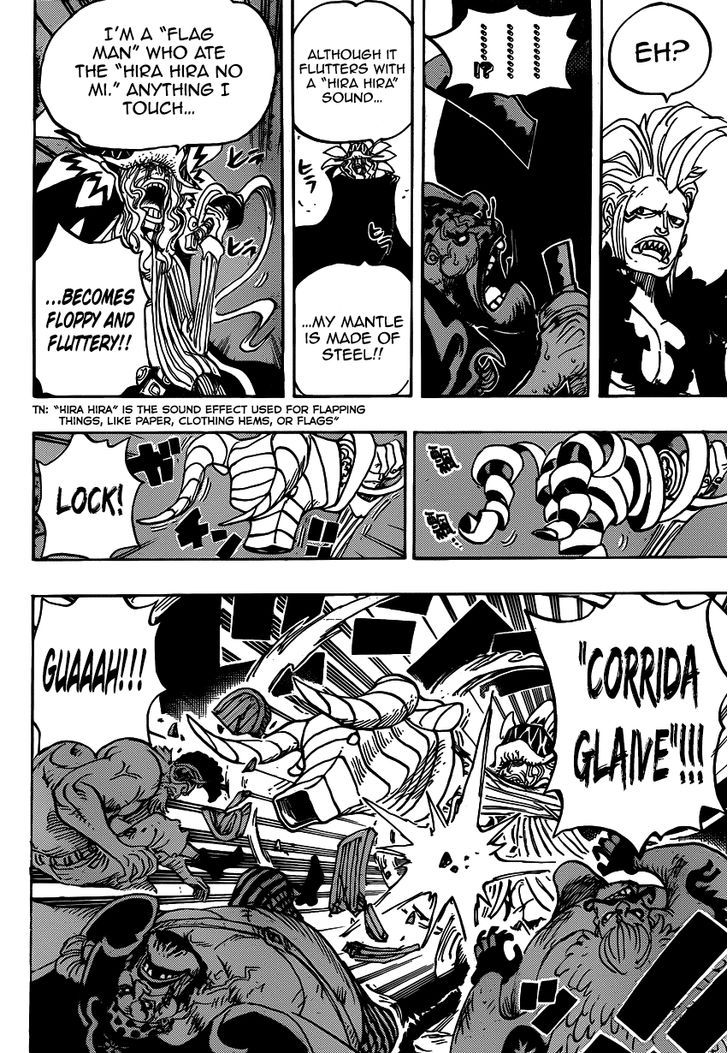 EH?
!?
ALTHOUGH IT
FLUTTERS WITH
A "HIRA HIRA"
SOUND...
...MY MANTLE
IS MADE OF
STEEL!!
I'M A "FLAG
MAN" WHO ATE
THE "HIRA HIRA NO
MI." ANYTHING I
TOUCH...
...BECOMES
FLOPPY AND
FLUTTERY!!
TN: "HIRA HIRA" IS THE SOUND EFFECT USED FOR FLAPPING
THINGS, LIKE PAPER, CLOTHING HEMS, OR FLAGS"
LOCK!
"CORRIDA
GLAIVE"!!!
GUAAAH!!!